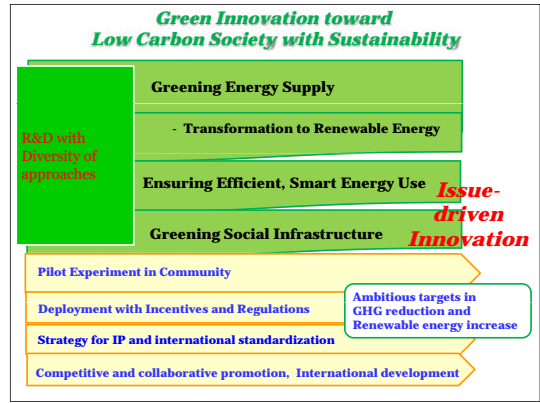 Green Innovation toward
Low Carbon Society with Sustainability
Greening Energy Supply
- Transformation to Renewable Energy
R&D with
Diversity of
approaches
Ensuring Efficient, Smart Energy Use
Greening Social Infrastructure
Issue-
driven
Innovation
Pilot Experiment in Community
Deployment with Incentives and Regulations
Strategy for IP and international standardization
Competitive and collaborative promotion, International development
Ambitious targets in
GHG reduction and
Renewable energy increase